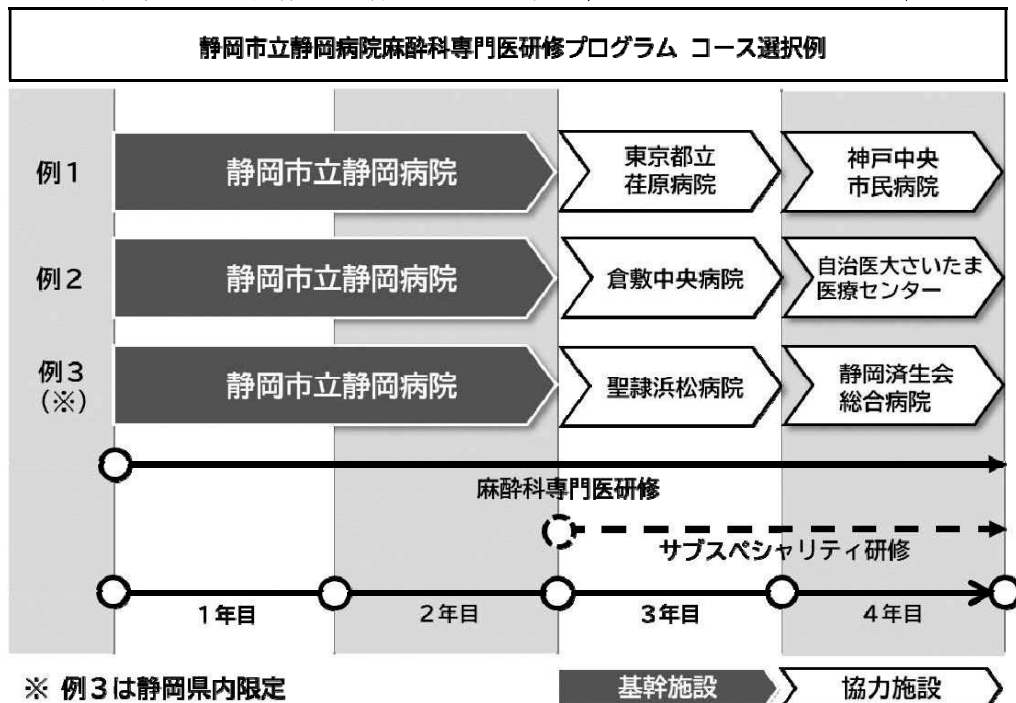 静岡市立静岡病院麻酔科専門医研修プログラム コース選択例
例1
静岡市立静岡病院
東京都立
荏原病院
神戸中央
市民病院
例2
静岡市立静岡病院
倉敷中央病院
自治医大さいたま
医療センター
例3
(※)
静岡市立静岡病院
聖隷浜松病院
静岡済生会
総合病院
麻酔科専門医研修
サブスペシャリティ研修
1年目
2年目
3年目
4年目
※ 例3は静岡県内限定
基幹施設
協力施設